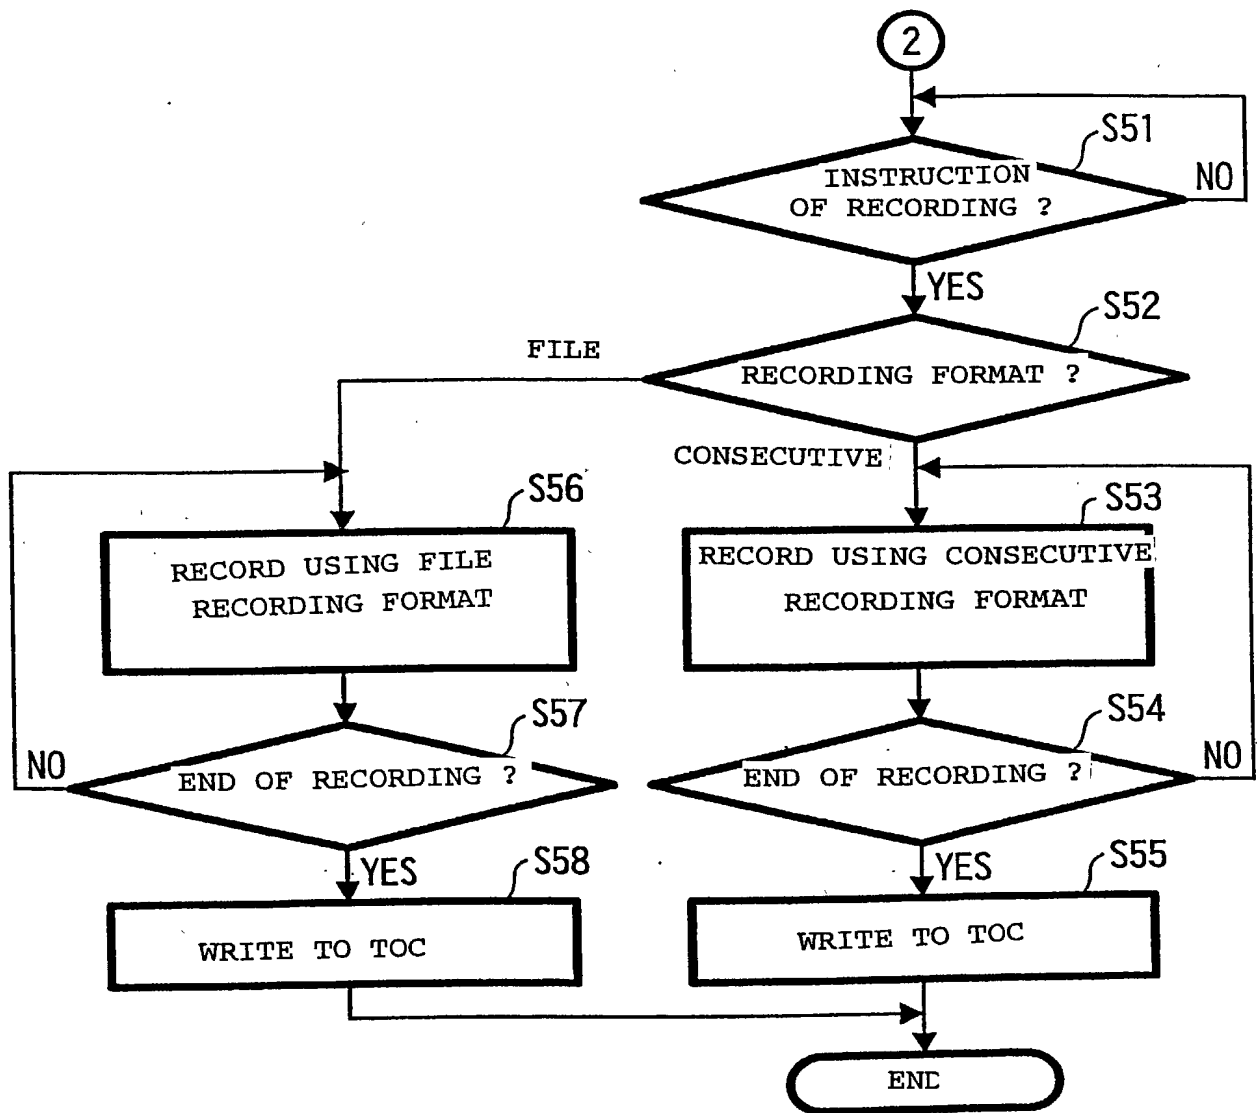 2
S51
INSTRUCTION
OF RECORDING ?
NO
YES
S52
FILE
RECORDING FORMAT ?
CONSECUTIVE
S56
S53
RECORD USING FILE
RECORDING FORMAT
RECORD USING CONSECUTIVE
RECORDING FORMAT
S57
S54
NO
END OF RECORDING ?
END OF RECORDING ?
NO
YES
S58
YES
S55
WRITE TO TOC
WRITE TO TOC
END